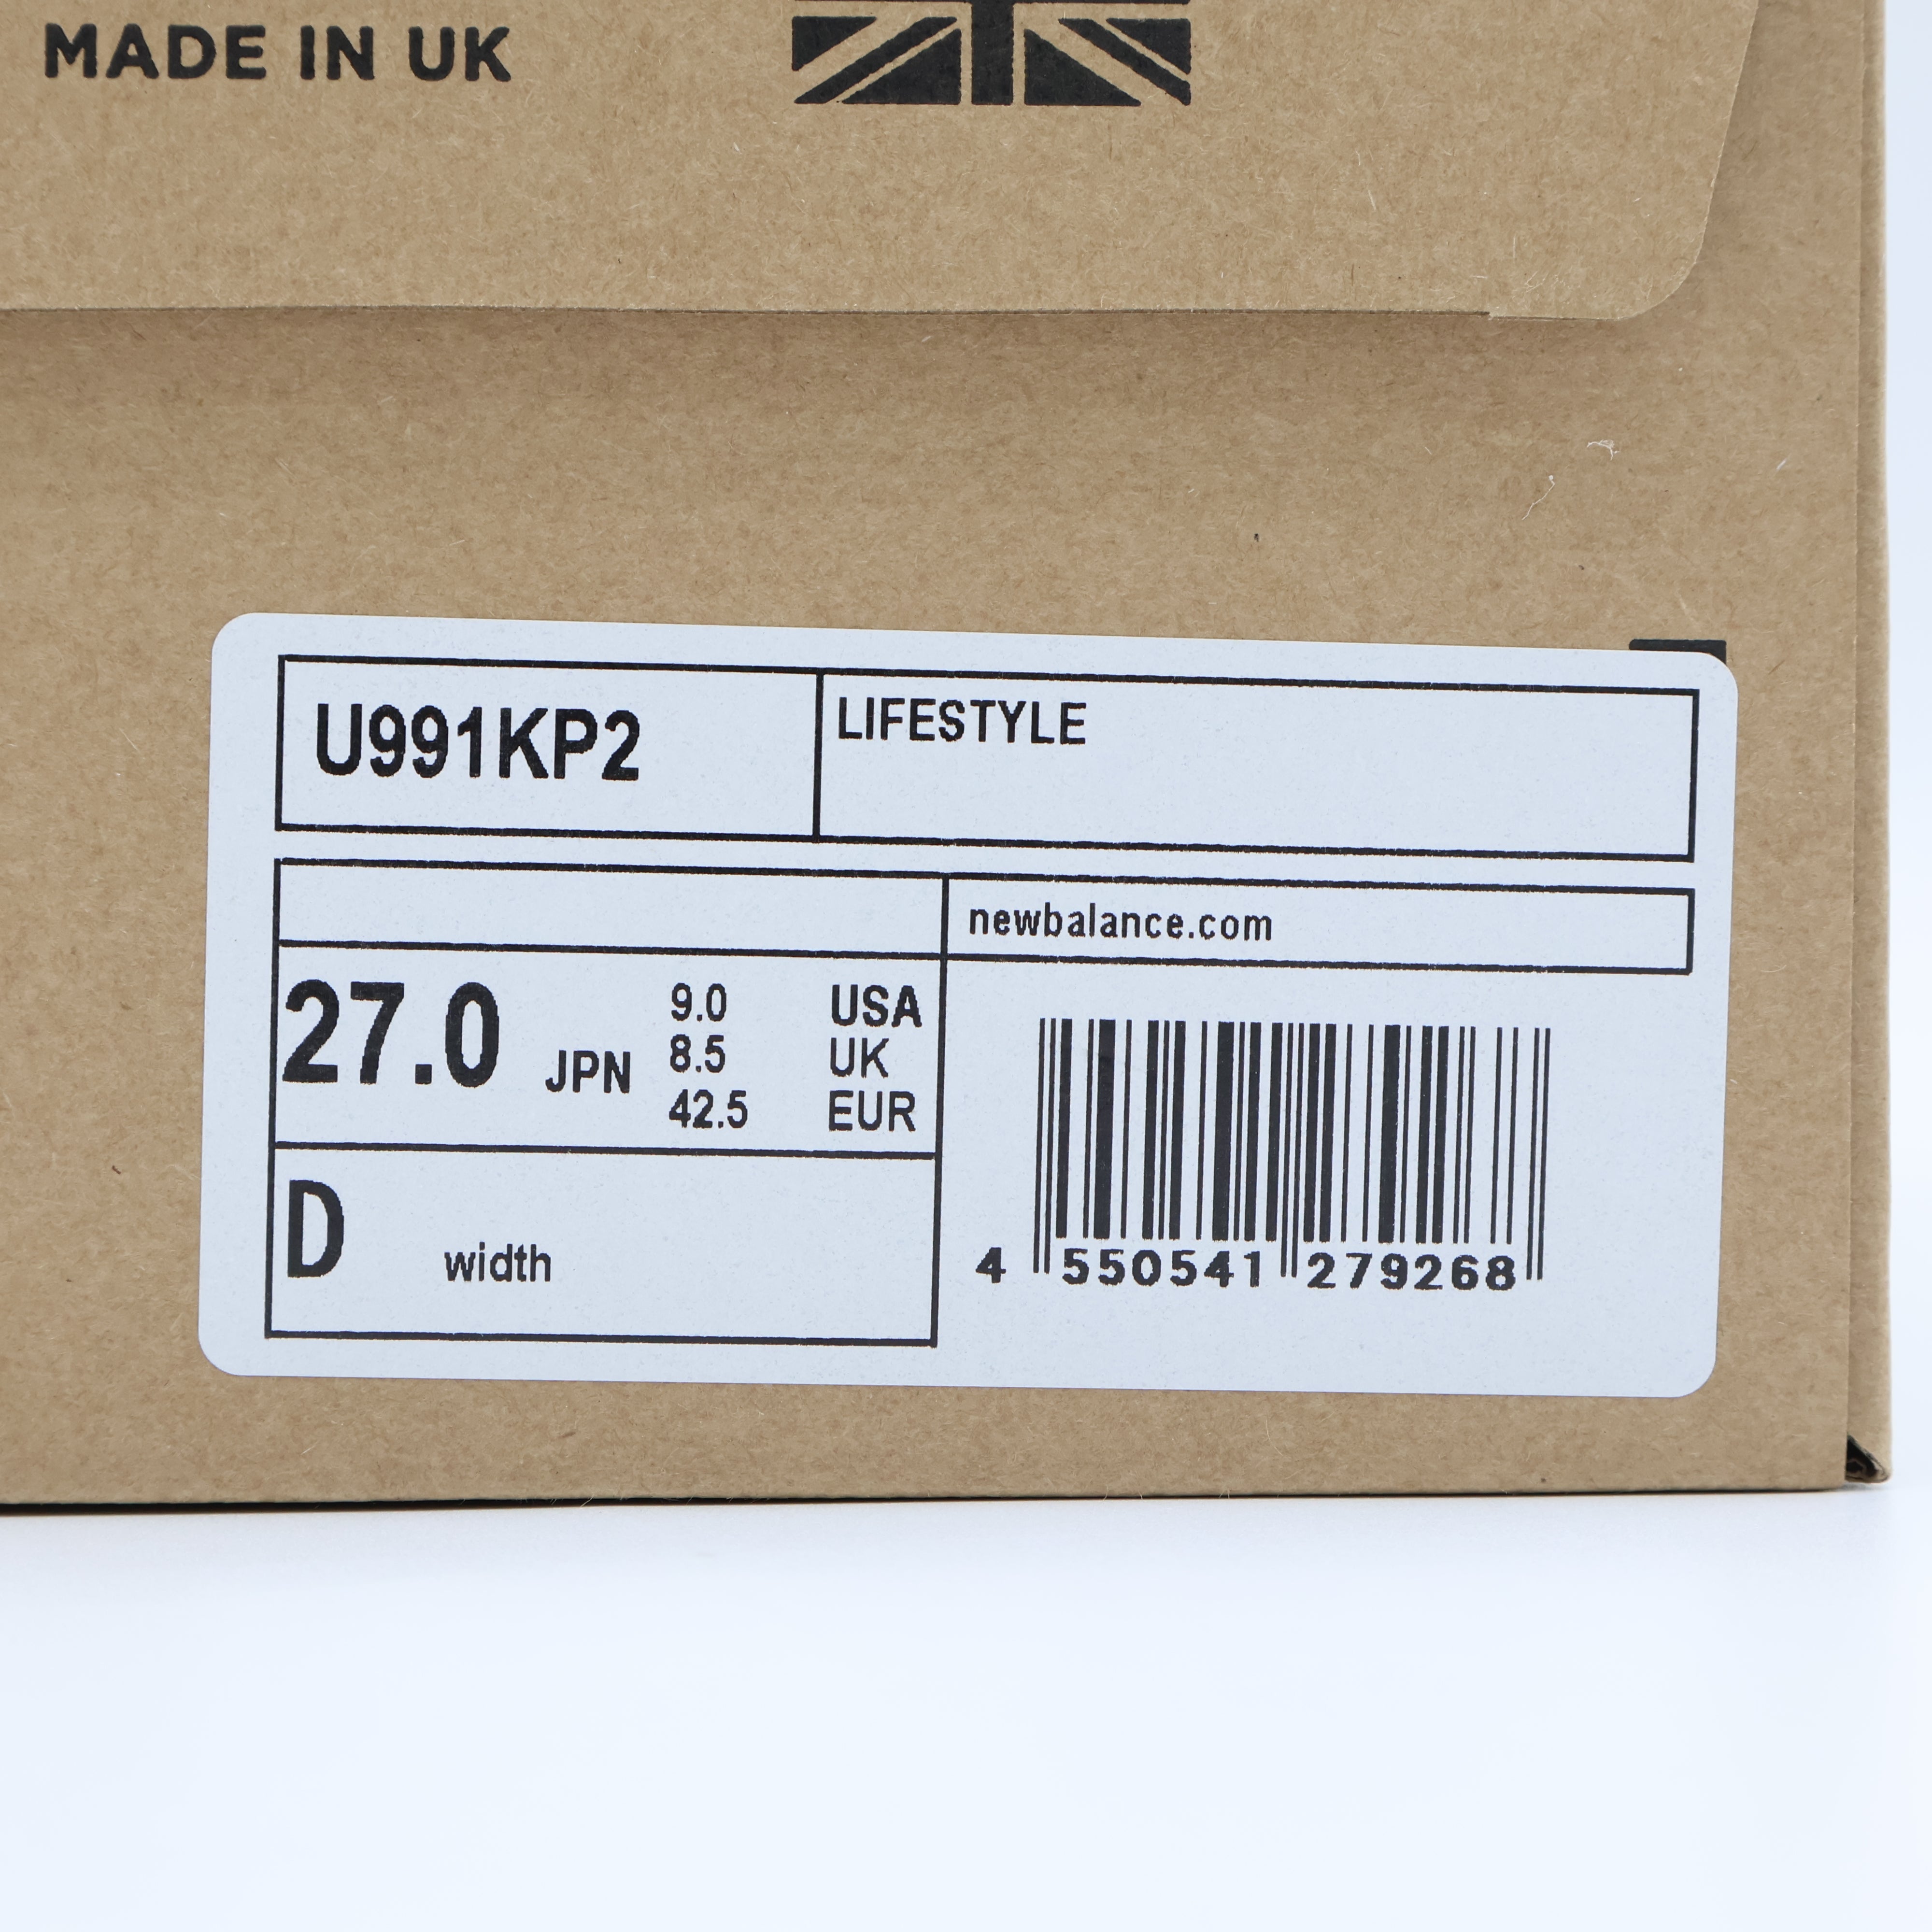 MADE IN UK
U991KP2
LIFESTYLE
newbalance.com
27.0 JPN
9.0 USA
8.5 UK
42.5 EUR
D width
4 550541 279268